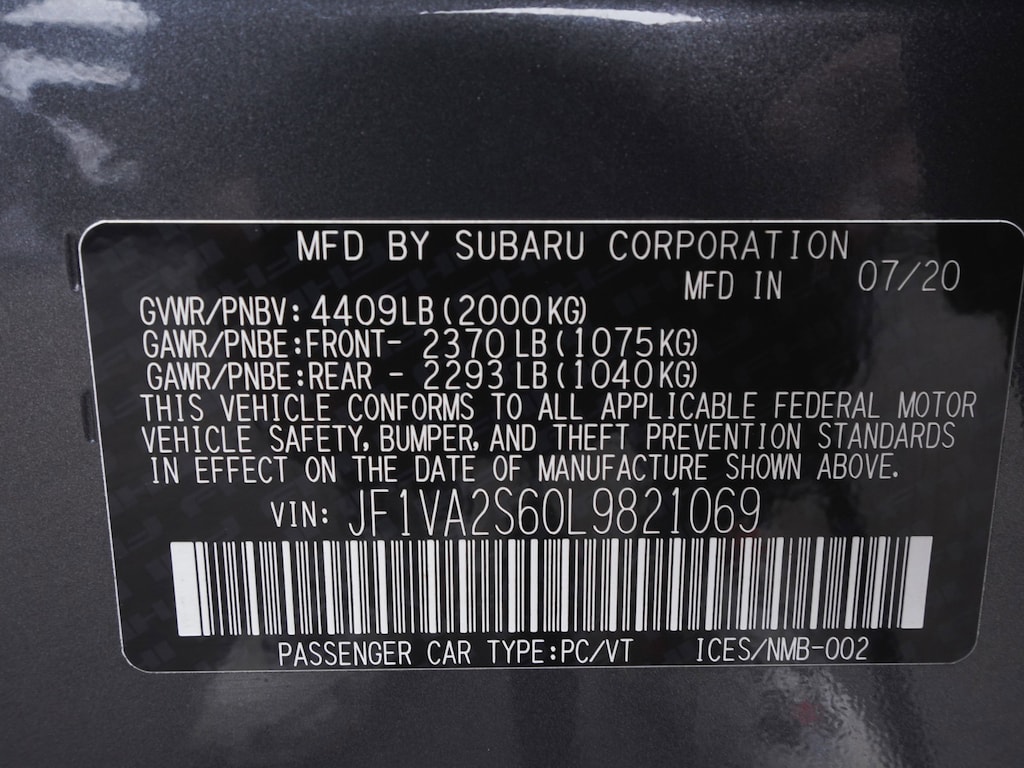 MFD BY SUBARU CORPORATION
MFD IN 07/20
GVWR/PNBV: 4409LB (2000KG)
GAWR/PNBE:FRONT- 2370 LB (1075KG)
GAWR/PNBE:REAR - 2293 LB (1040KG)
THIS VEHICLE CONFORMS TO ALL APPLICABLE FEDERAL MOTOR
VEHICLE SAFETY, BUMPER, AND THEFT PREVENTION STANDARDS
IN EFFECT ON THE DATE OF MANUFACTURE SHOWN ABOVE.
VIN: JF1VA2S60L9821069
PASSENGER CAR TYPE:PC/VT ICES/NMB-002